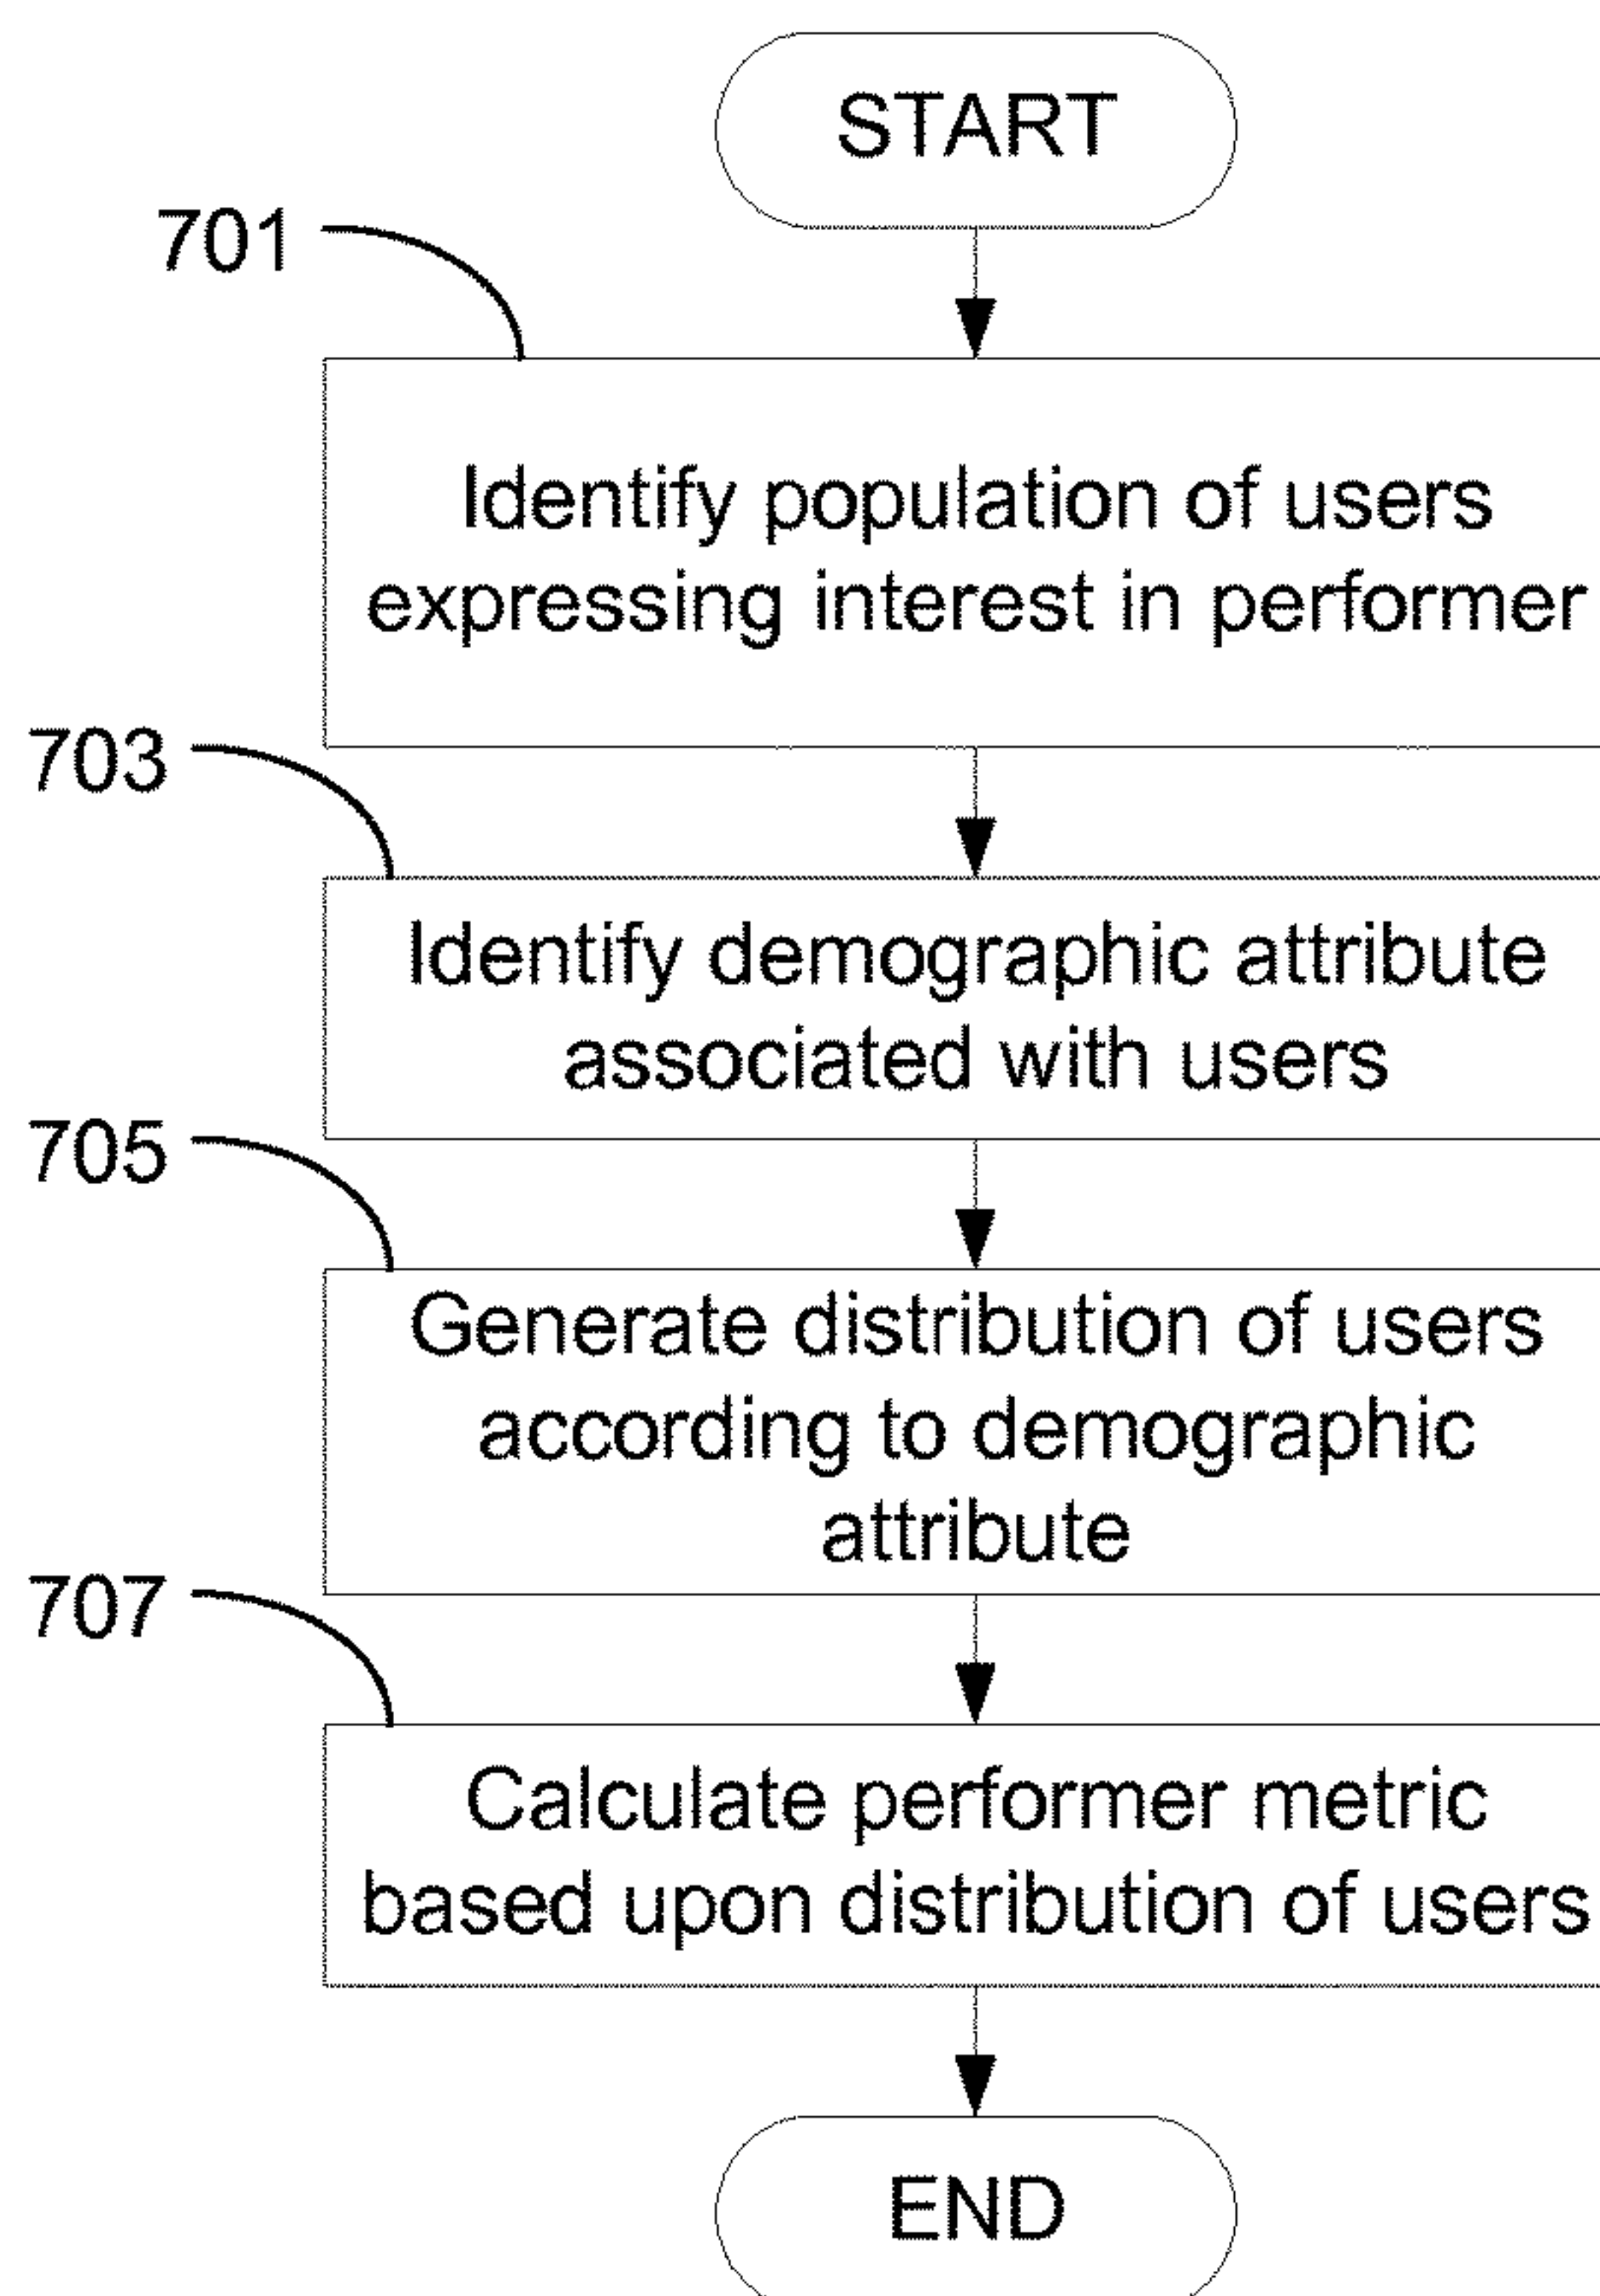 START
701
Identify population of users
expressing interest in performer
703
Identify demographic attribute
associated with users
705
Generate distribution of users
according to demographic
attribute
707
Calculate performer metric
based upon distribution of users
END